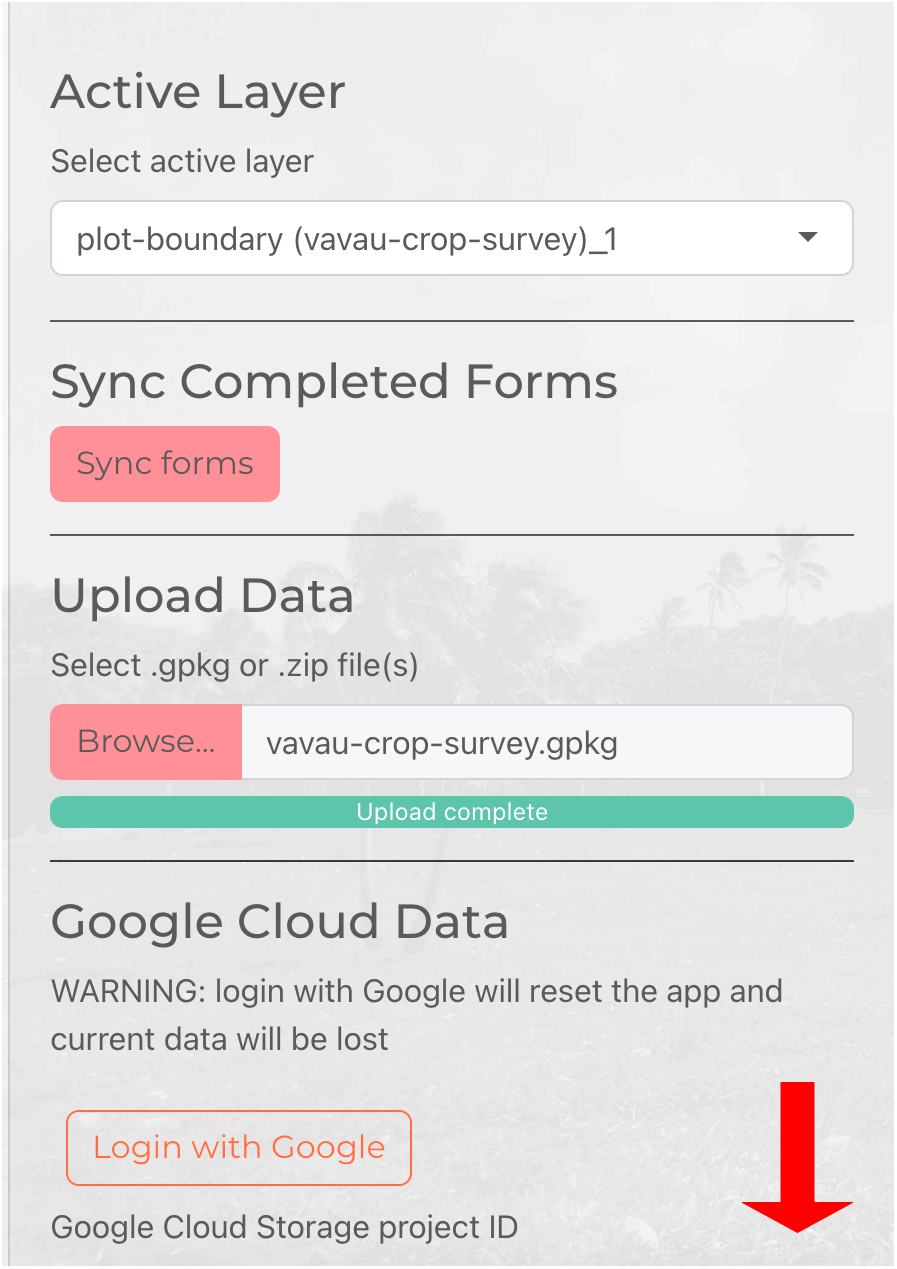 Active Layer
Select active layer
plot-boundary (vavau-crop-survey)_1
Sync Completed Forms
Sync forms
Upload Data
Select .gpkg or .zip file(s)
Browse...
vavau-crop-survey.gpkg
Upload complete
Google Cloud Data
WARNING: login with Google will reset the app and
current data will be lost
Login with Google
Google Cloud Storage project ID